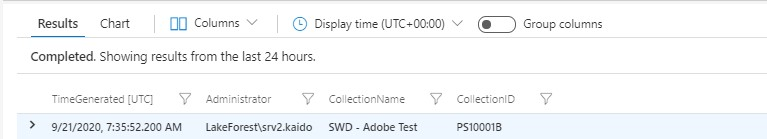 Results Chart Columns Display time (UTC+00:00) Group columns
Completed. Showing results from the last 24 hours.
TimeGenerated [UTC] Administrator CollectionName CollectionID
9/21/2020, 7:35:52.200 AM LakeForest\srv2.kaido SWD - Adobe Test PS10001B